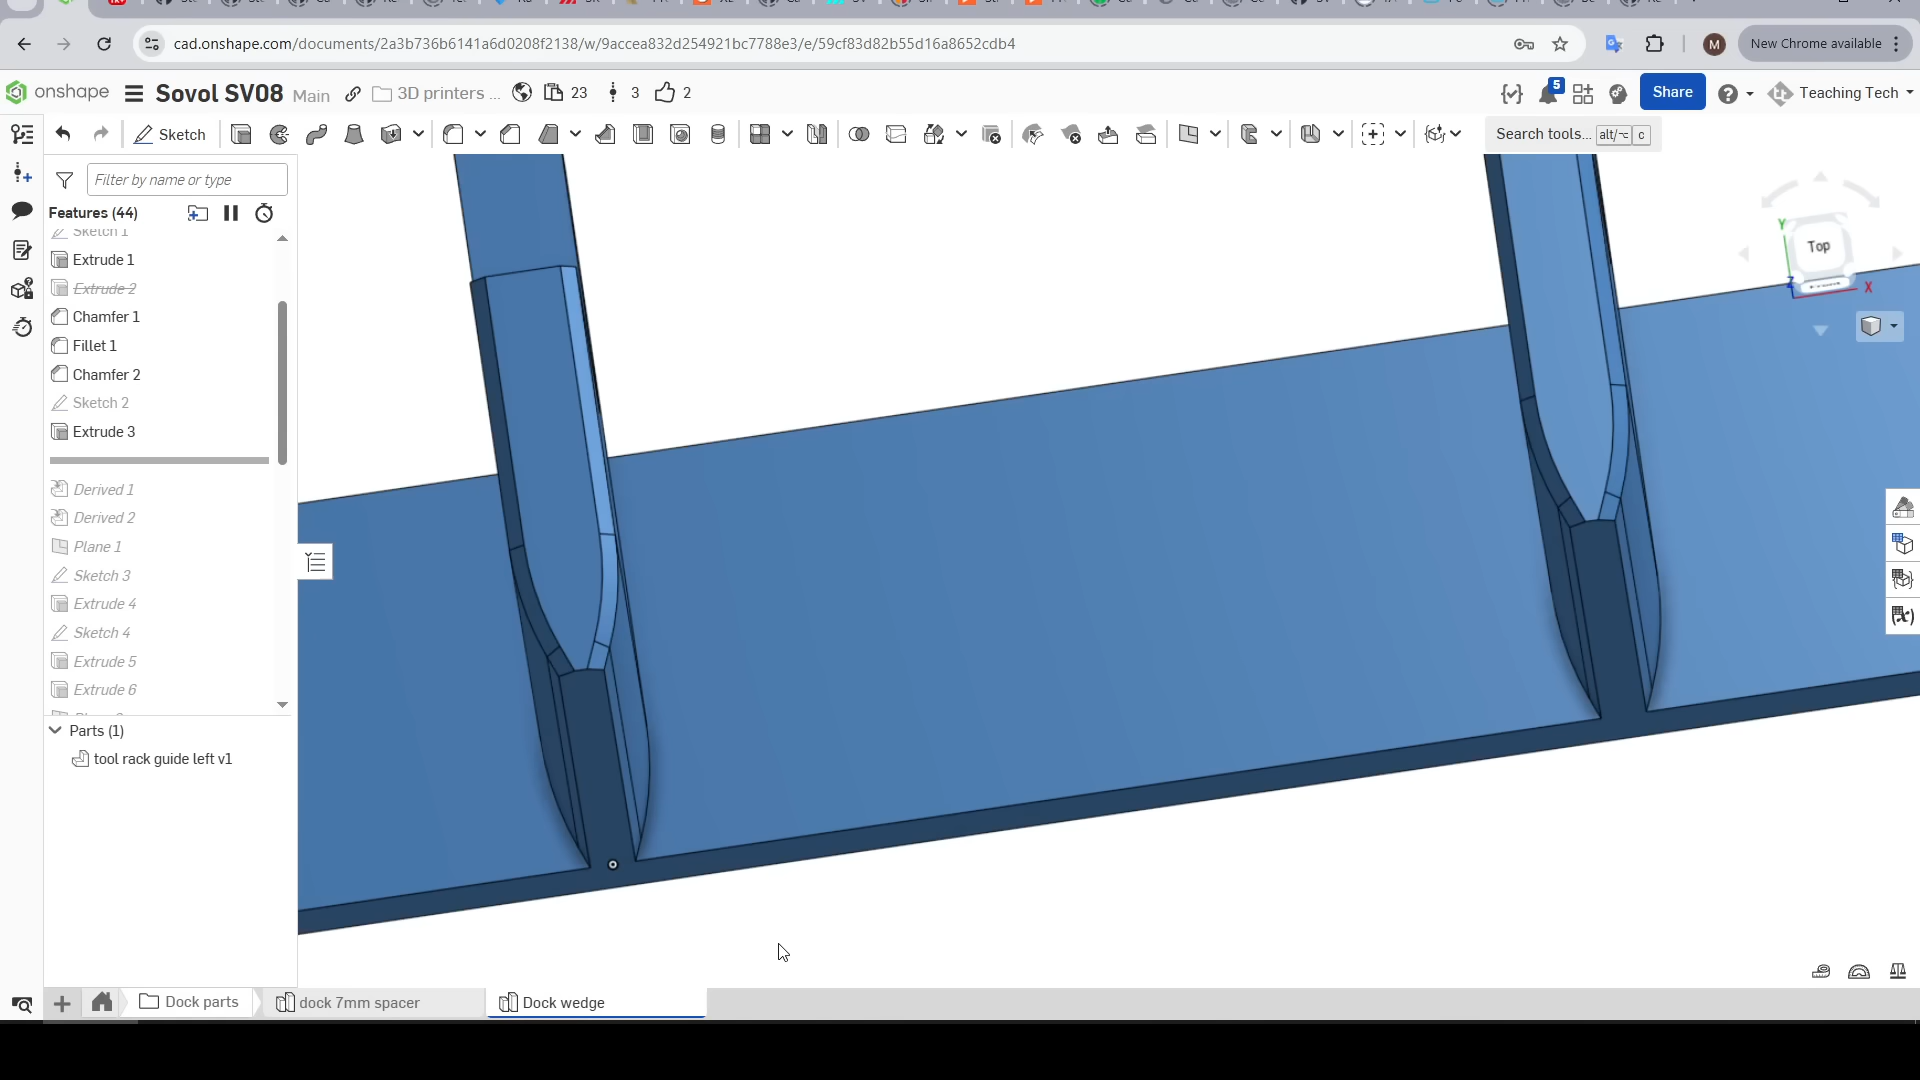 cad.onshape.com/documents/2a3b736b6141a6d0208f2138/w/9accea832d254921bc7788e3/e/59cf83d82b55d16a8652cdb4
M
New Chrome available
onshape
Sovol SV08 Main
3D printers ...
23
3
2
5
Share
Teaching Tech
Sketch
Search tools... alt/⌥ c
Filter by name or type
Features (44)
Sketch 1
Extrude 1
Extrude 2
Chamfer 1
Fillet 1
Chamfer 2
Sketch 2
Extrude 3
Derived 1
Derived 2
Plane 1
Sketch 3
Extrude 4
Sketch 4
Extrude 5
Extrude 6
Parts (1)
tool rack guide left v1
Y
Top
Z
X
Dock parts
dock 7mm spacer
Dock wedge